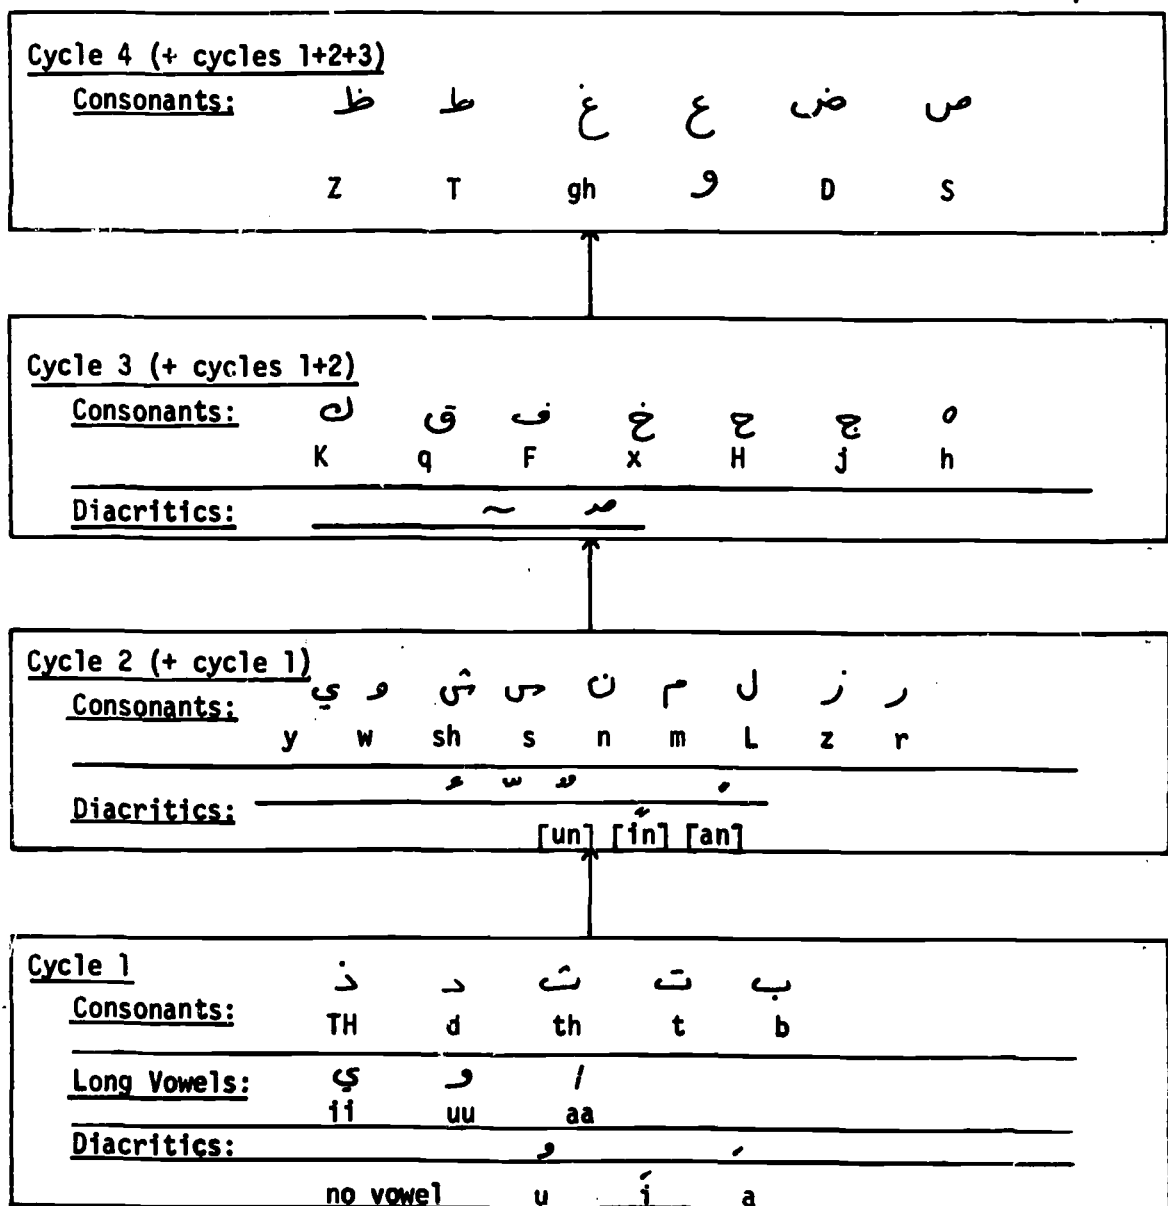 Cycle 4 (+ cycles 1+2+3)
Consonants: ظ ط غ ع ض ص
Z T gh و D S
Cycle 3 (+ cycles 1+2)
Consonants: ك ق ف خ ح ج ه
K q F x H j h
Diacritics: ~ صـ
Cycle 2 (+ cycle 1)
Consonants: ي و ش س ن م ل ز ر
y w sh s n m L z r
Diacritics:
[un] [in] [an]
Cycle 1
Consonants: ذ د ث ت ب
TH d th t b
Long Vowels: ي و ا
ii uu aa
Diacritics:
no vowel u i a